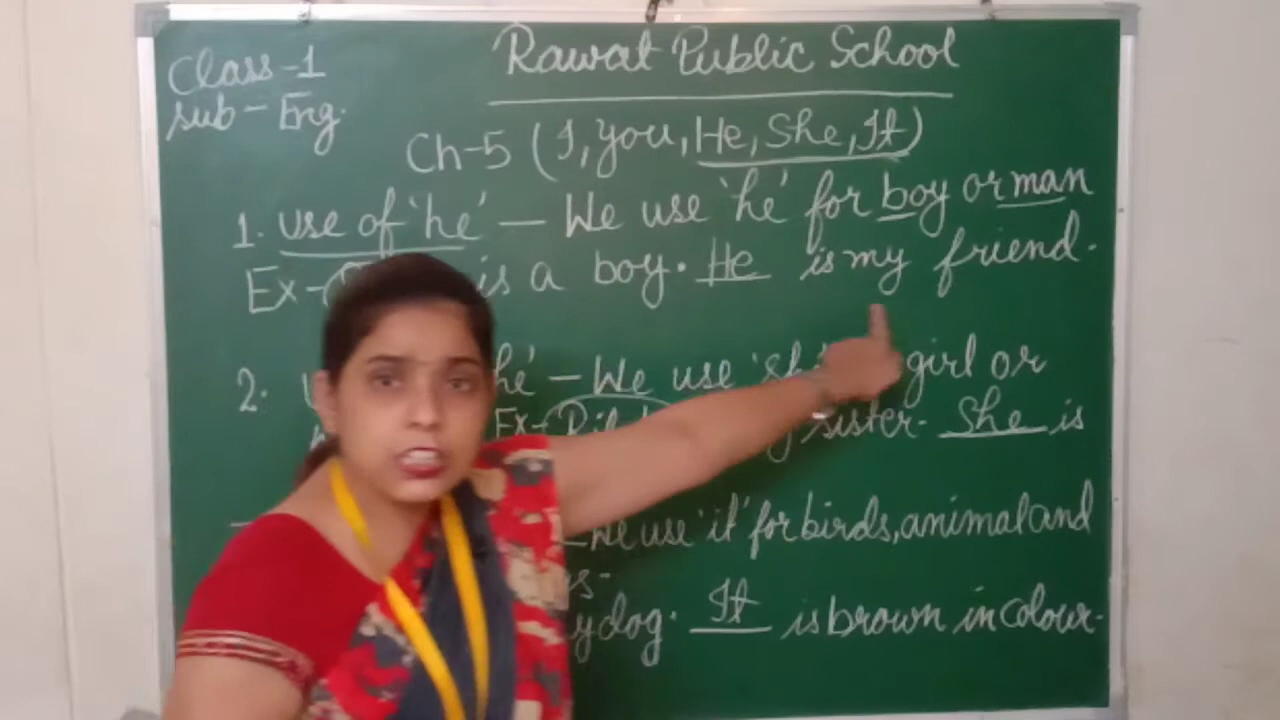 Class-1
Rawat Public School
Sub-Eng.
Ch-5 (I, you, He, She, It)
1. use of 'he' – We use 'he' for boy or man
Ex- is a boy. He is my friend.
2. he' – We use girl or
Ex- sister. She is
We use 'it' for birds, animal and
dog. It is brown in colour.